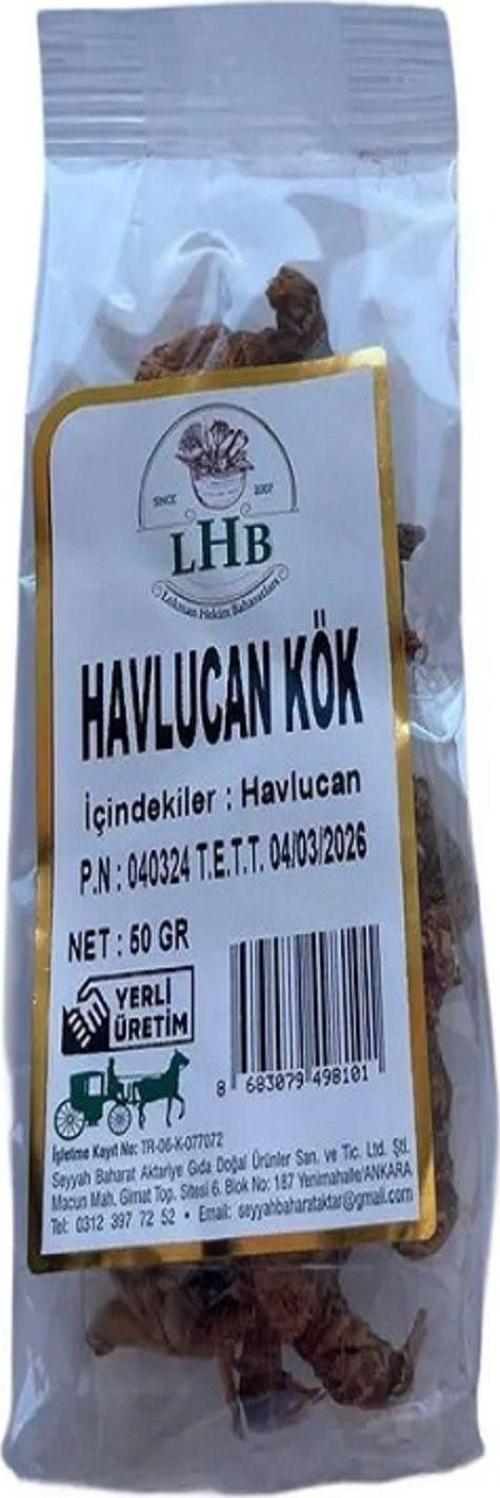 SINCE 2007
LHB
Lokman Hekim Baharatları
HAVLUCAN KÖK
İçindekiler : Havlucan
P.N : 040324 T.E.T.T. 04/03/2026
NET : 50 GR
YERLİ
ÜRETİM
8 683079 498101
İşletme Kayıt No: TR-06-K-077072
Seyyah Baharat Aktariye Gıda Doğal Ürünler San. ve Tic. Ltd. Şti.
Macun Mah. Gimat Top. Sitesi 6. Blok No: 187 Yenimahalle/ANKARA
Tel: 0312 397 72 52 • Email: seyyahbaharataktar@gmail.com